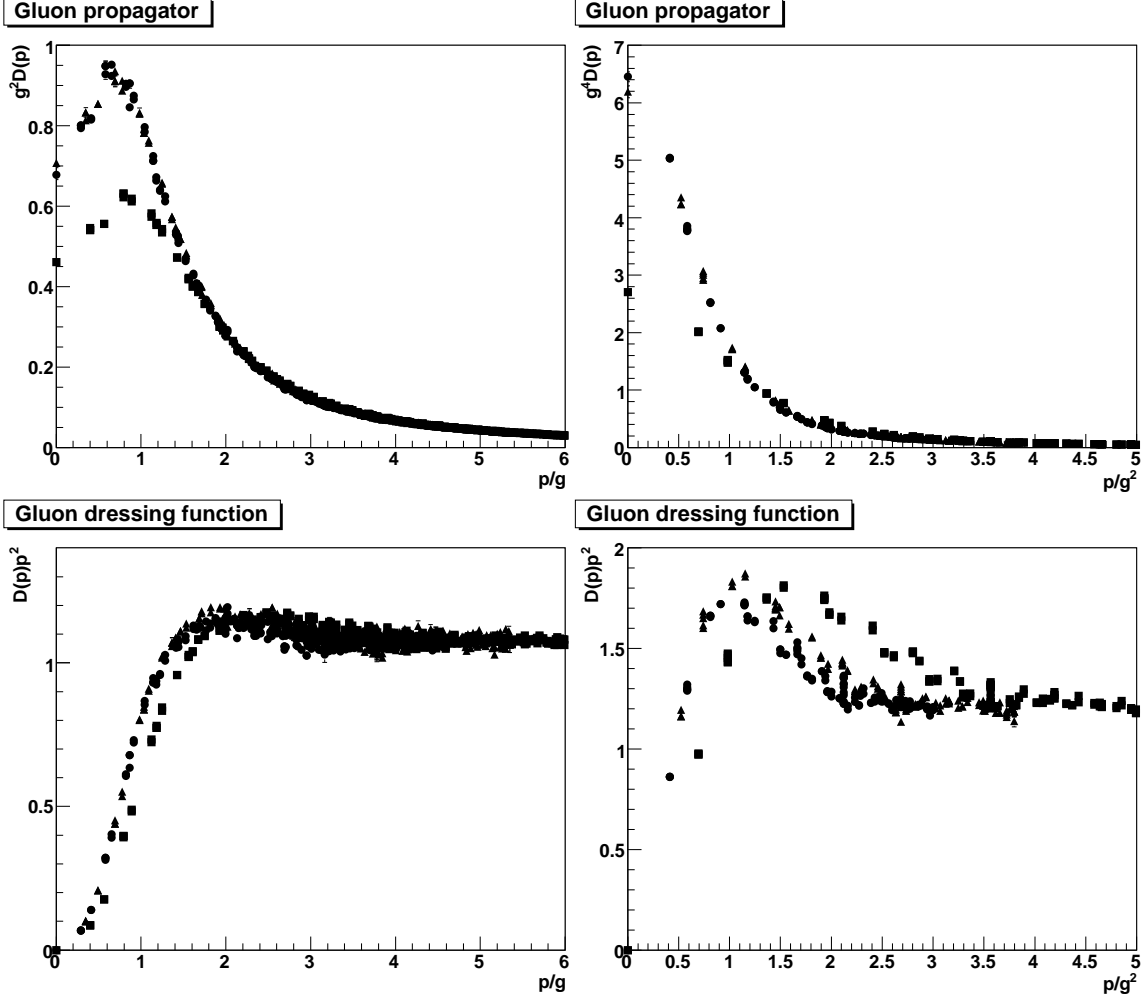 Gluon propagator
g²D(p)
1
0.8
0.6
0.4
0.2
0
0 1 2 3 4 5 6
p/g
Gluon propagator
g⁴D(p)
7
6
5
4
3
2
1
0
0 0.5 1 1.5 2 2.5 3 3.5 4 4.5 5
p/g²
Gluon dressing function
D(p)p²
1
0.5
0
0 1 2 3 4 5 6
p/g
Gluon dressing function
D(p)p²
2
1.5
1
0.5
0
0 0.5 1 1.5 2 2.5 3 3.5 4 4.5 5
p/g²